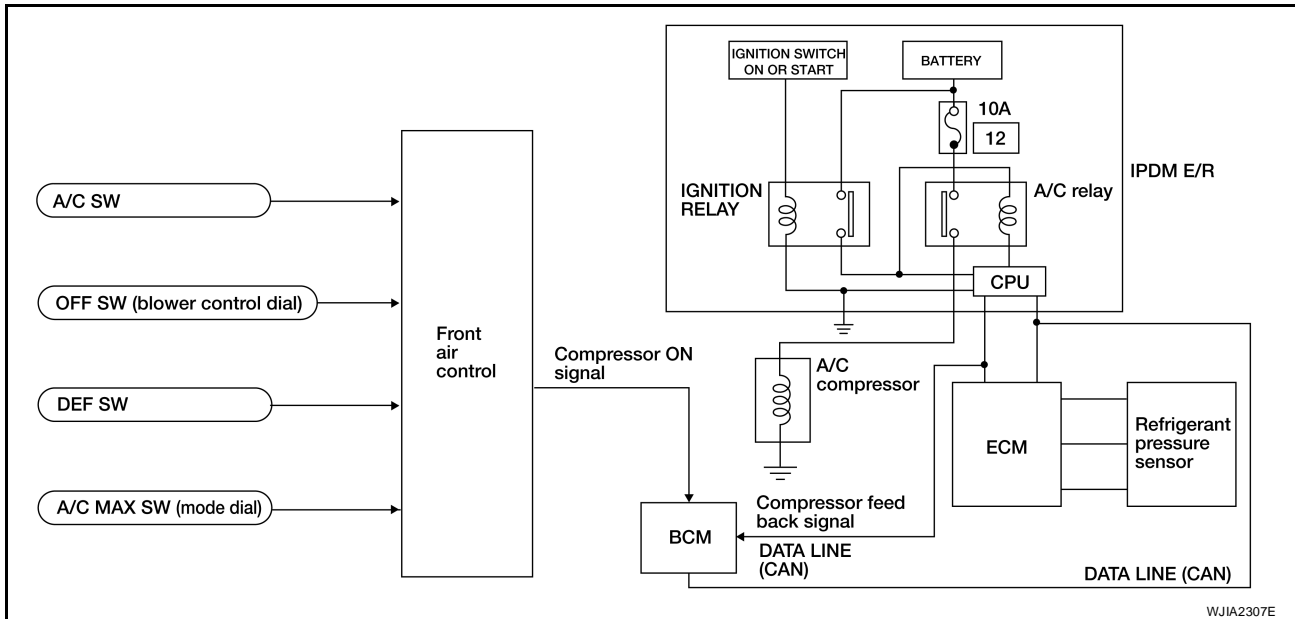 IGNITION SWITCH
ON OR START
BATTERY
10A
12
IPDM E/R
IGNITION
RELAY
A/C relay
CPU
A/C SW
OFF SW (blower control dial)
DEF SW
A/C MAX SW (mode dial)
Front
air
control
Compressor ON
signal
A/C
compressor
ECM
Refrigerant
pressure
sensor
BCM
Compressor feed
back signal
DATA LINE
(CAN)
DATA LINE (CAN)
WJIA2307E